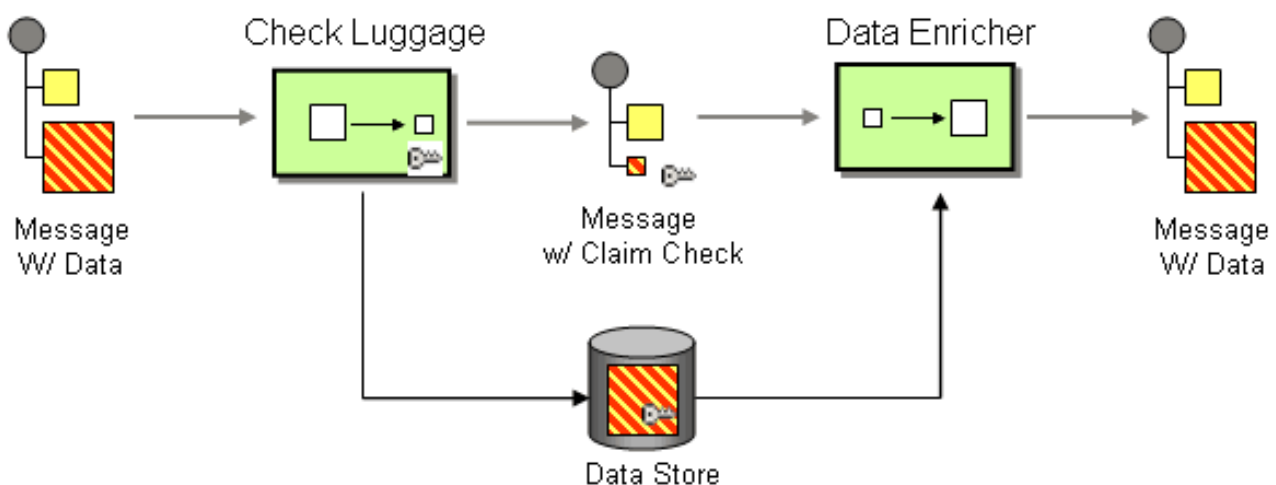 Check Luggage
Data Enricher
Message
W/ Data
Message
w/ Claim Check
Message
W/ Data
Data Store